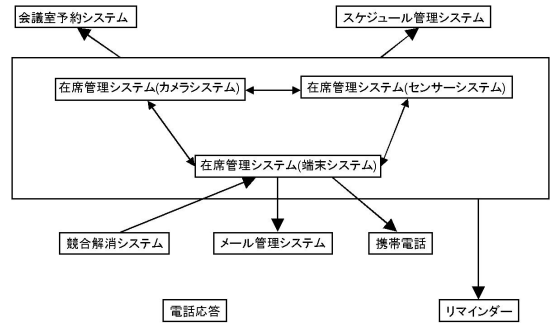 会議室予約システム
スケジュール管理システム
在席管理システム(カメラシステム)
在席管理システム(センサーシステム)
在席管理システム(端末システム)
競合解消システム
メール管理システム
携帯電話
電話応答
リマインダー